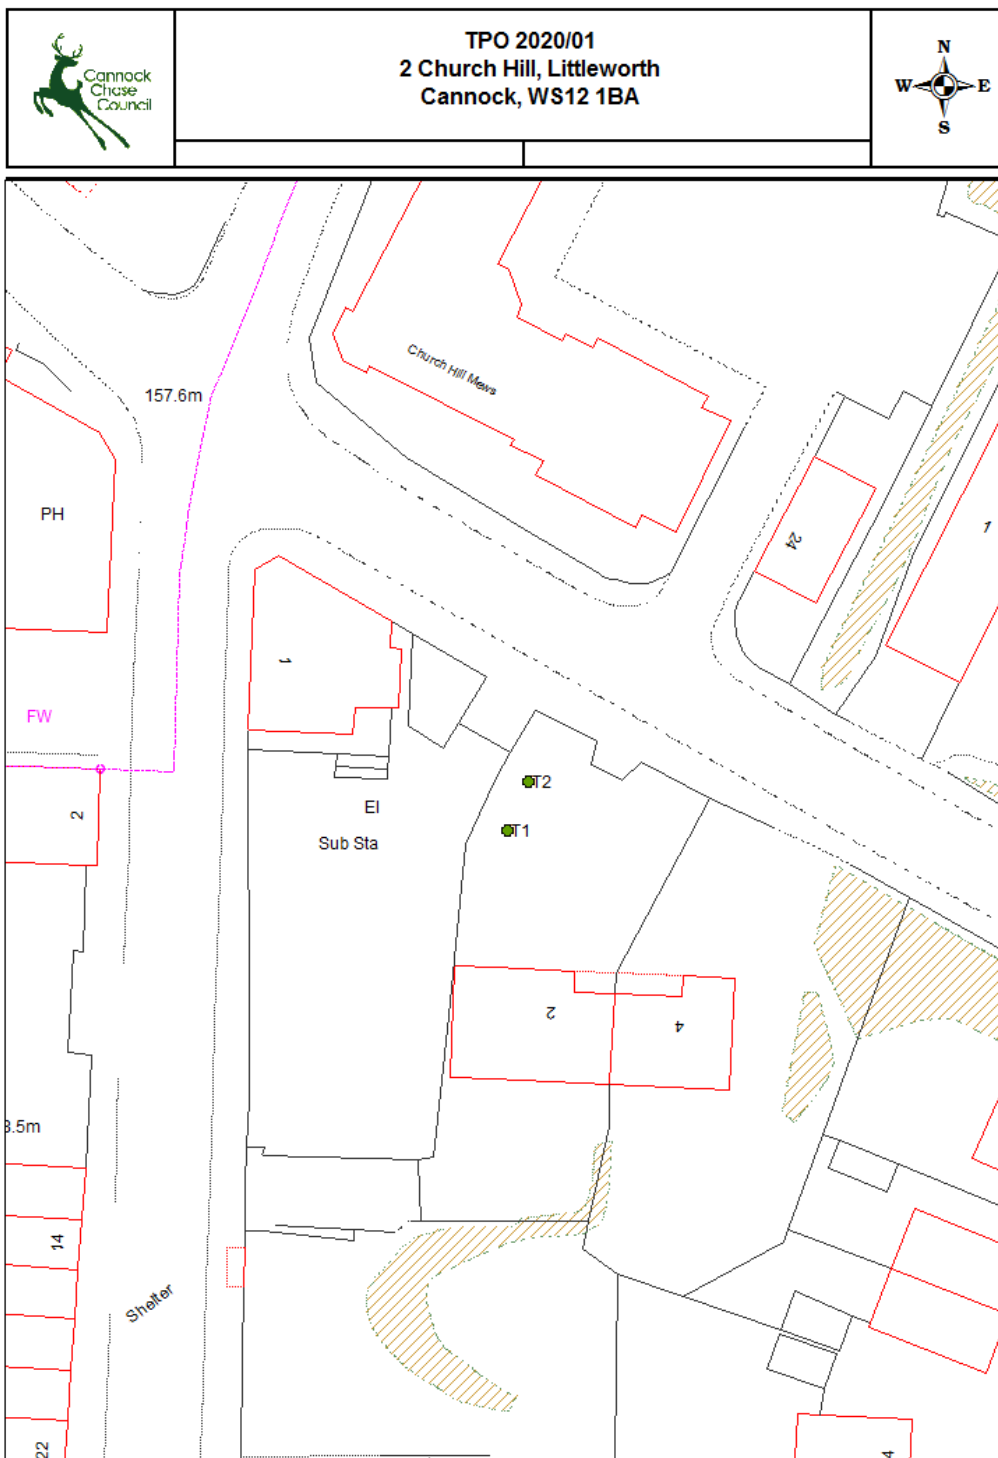 Cannock
Chase
Council
TPO 2020/01
2 Church Hill, Littleworth
Cannock, WS12 1BA
N
W E
S
157.6m
Church Hill Mews
PH
24
1
1
FW
T2
2
El
Sub Sta
T1
2
4
3.5m
14
Shelter
22
4